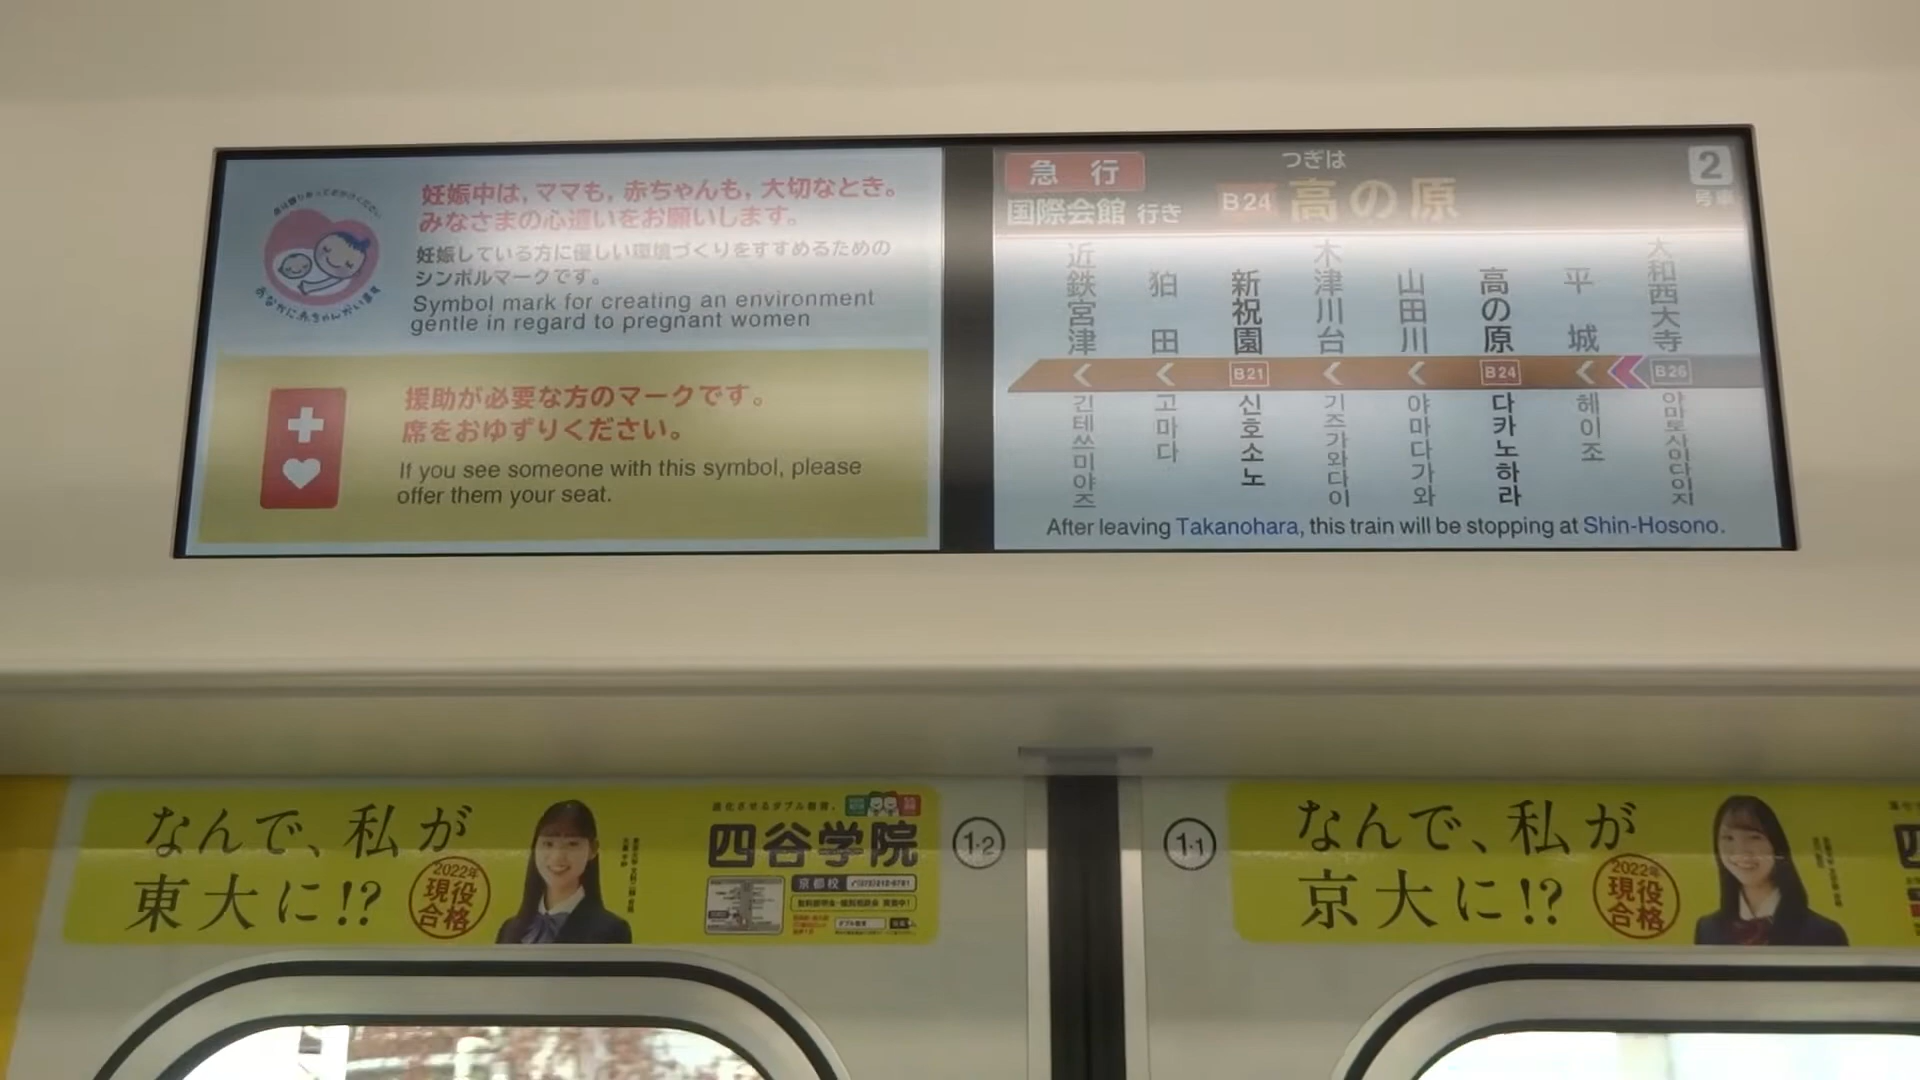 妊娠中は,ママも,赤ちゃんも,大切なとき。
みなさまの心遣いをお願いします。
妊娠している方に優しい環境づくりをすすめるための
シンボルマークです。
Symbol mark for creating an environment
gentle in regard to pregnant women
おなかに赤ちゃんがいます
援助が必要な方のマークです。
席をおゆずりください。
If you see someone with this symbol, please
offer them your seat.
急行
つぎは
2
号車
国際会館 行き
B24 高の原
近鉄宮津
狛田
新祝園
木津川台
山田川
高の原
平城
大和西大寺
B21
B24
B26
긴테쓰미야즈
고마다
신호소노
기즈가와다이
야마다가와
다카노하라
헤이조
야마토사이다이지
After leaving Takanohara, this train will be stopping at Shin-Hosono.
なんで、私が
東大に!?
2022年
現役
合格
進化させるダブル教育。
四谷学院
京都校
1-2
1-1
なんで、私が
京大に!?
2022年
現役
合格